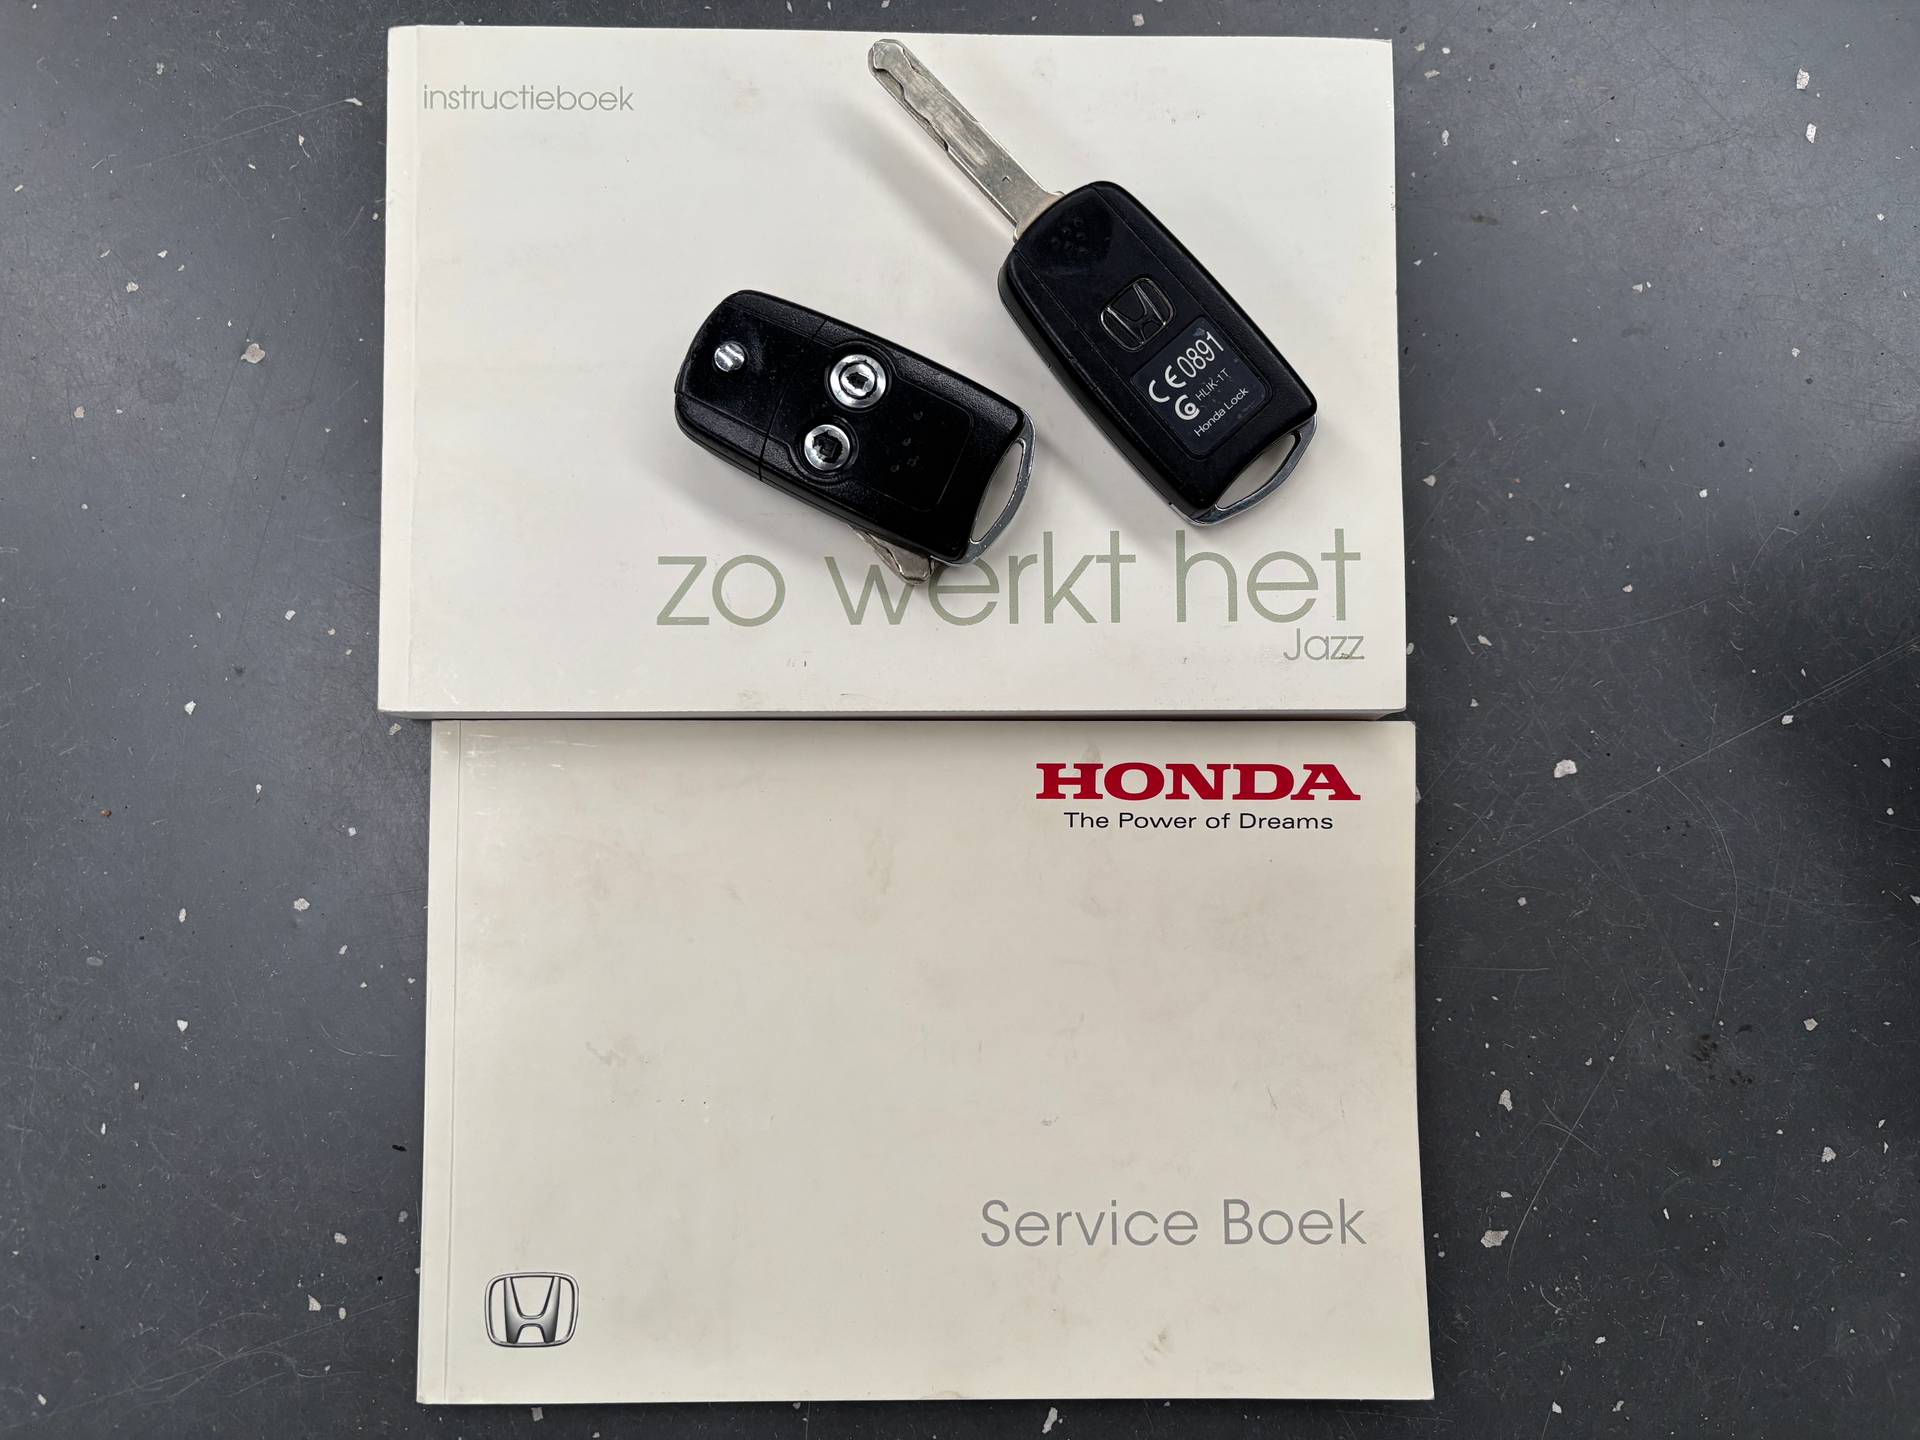 instructieboek
CE0891
HLIK-1T
Honda Lock
zo werkt het
Jazz
HONDA
The Power of Dreams
Service Boek